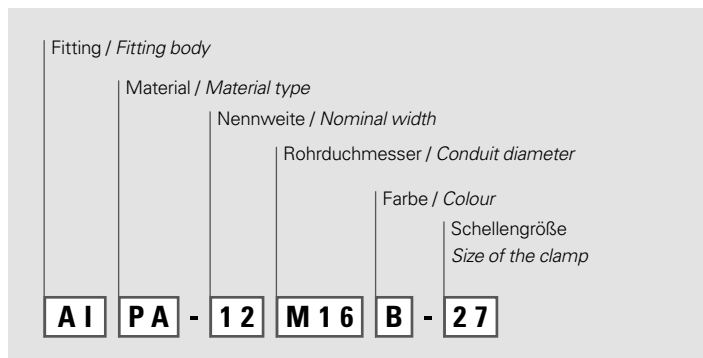 Fitting / Fitting body
Material / Material type
Nennweite / Nominal width
Rohrduchmesser / Conduit diameter
Farbe / Colour
Schellengröße
Size of the clamp
AI PA - 12 M16 B - 27